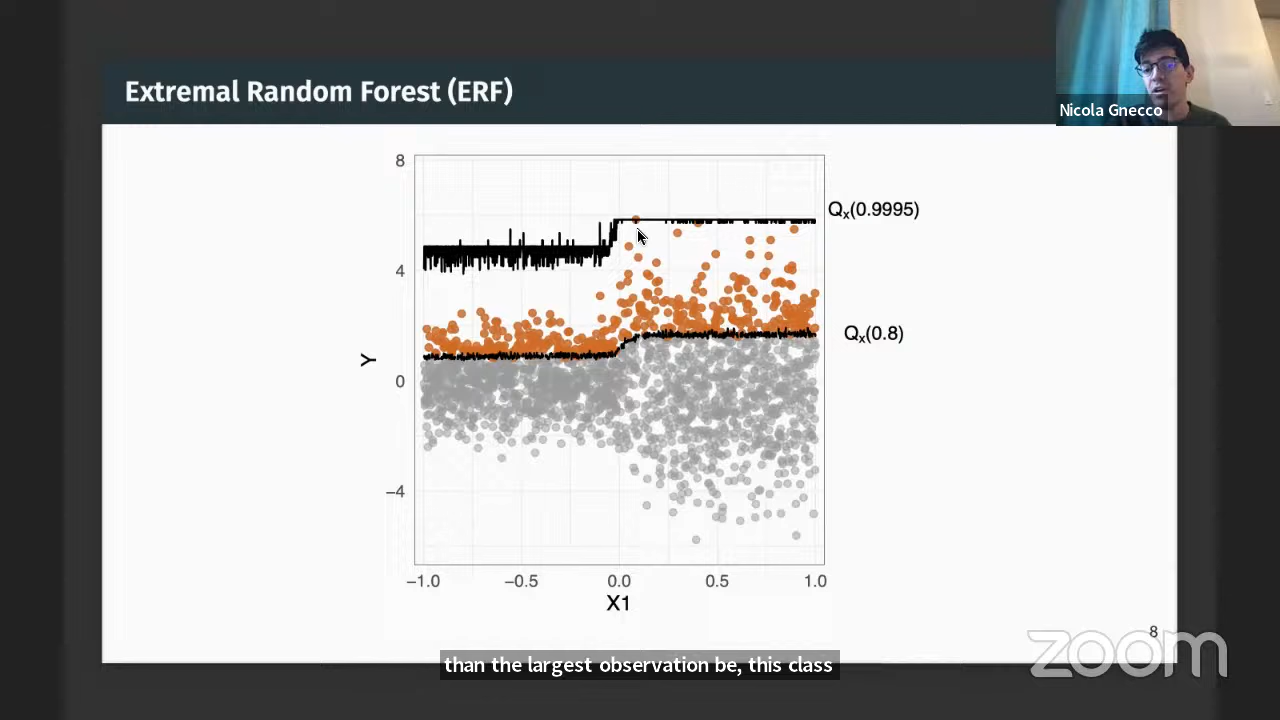 Extremal Random Forest (ERF)
Nicola Gnecco
8
Qx(0.9995)
4
Qx(0.8)
Y
0
−4
−1.0 −0.5 0.0 0.5 1.0
X1
8
zoom
than the largest observation be, this class